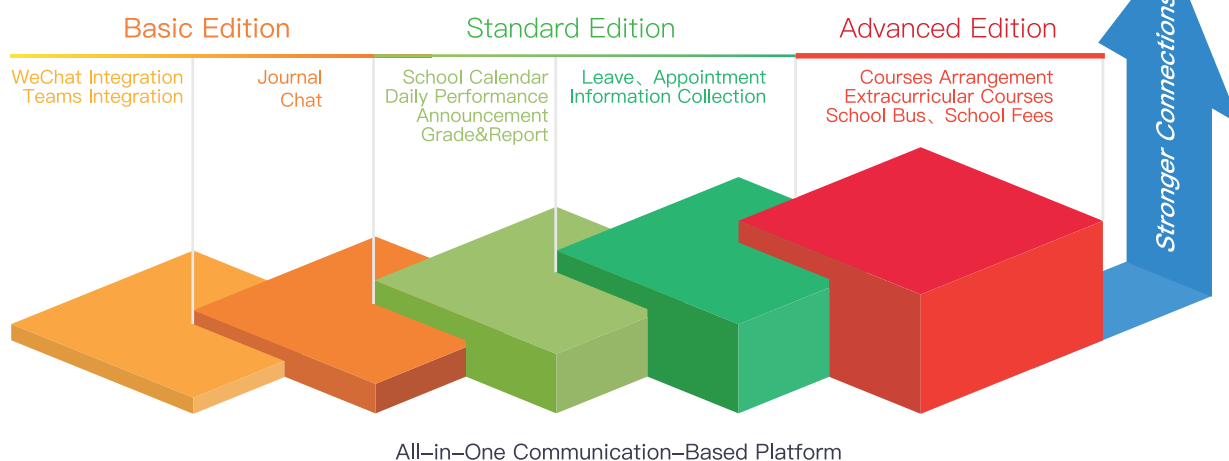 Basic Edition
Standard Edition
Advanced Edition
WeChat Integration
Teams Integration
Journal
Chat
School Calendar
Daily Performance
Announcement
Grade&Report
Leave、Appointment
Information Collection
Courses Arrangement
Extracurricular Courses
School Bus、School Fees
Stronger Connections
All-in-One Communication-Based Platform